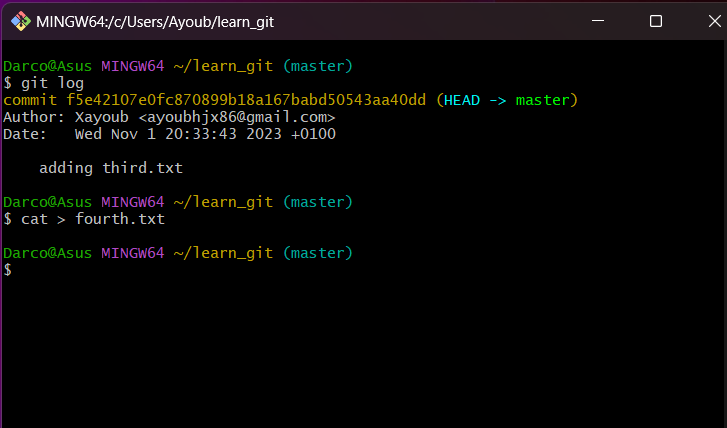 MINGW64:/c/Users/Ayoub/learn_git
Darco@Asus MINGW64 ~/learn_git (master)
$ git log
commit f5e42107e0fc870899b18a167babd50543aa40dd (HEAD -> master)
Author: Xayoub <ayoubhjx86@gmail.com>
Date:   Wed Nov 1 20:33:43 2023 +0100
    adding third.txt
Darco@Asus MINGW64 ~/learn_git (master)
$ cat > fourth.txt
Darco@Asus MINGW64 ~/learn_git (master)
$